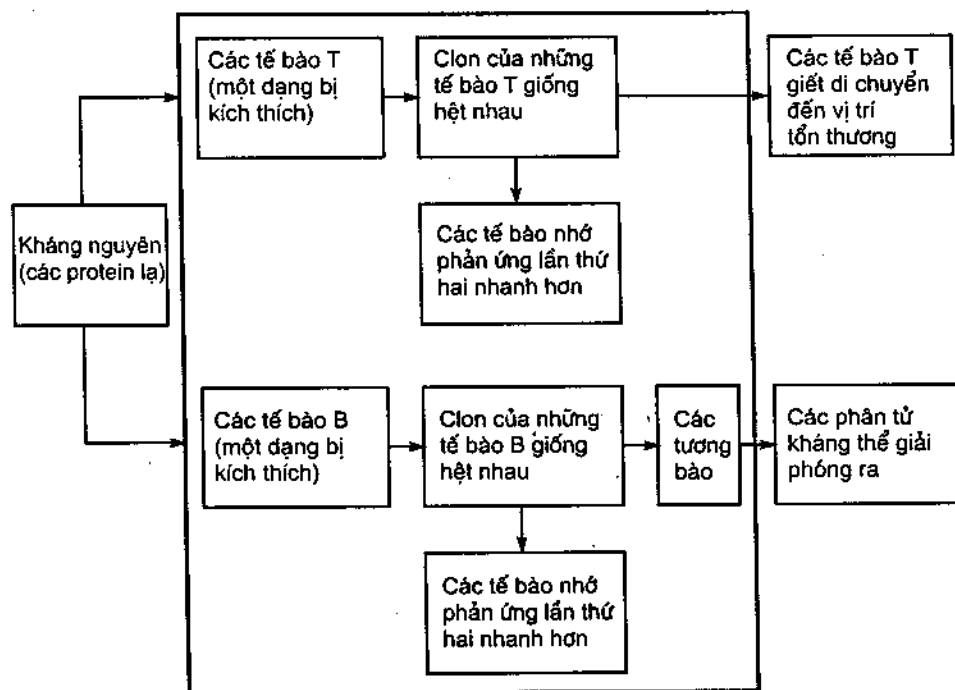 Các tế bào T
(một dạng bị
kích thích)
Clon của những
tế bào T giống
hệt nhau
Các tế bào T
giết di chuyển
đến vị trí
tổn thương
Kháng nguyên
(các protein lạ)
Các tế bào nhớ
phản ứng lần thứ
hai nhanh hơn
Các tế bào B
(một dạng bị
kích thích)
Clon của những
tế bào B giống
hệt nhau
Các
tương
bào
Các phân tử
kháng thể giải
phóng ra
Các tế bào nhớ
phản ứng lần thứ
hai nhanh hơn